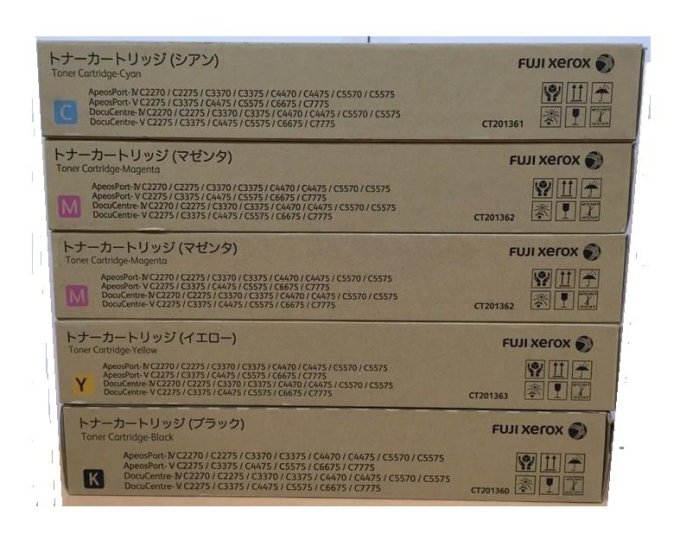 トナーカートリッジ (シアン)
FUJI xerox
Toner Cartridge-Cyan
C
ApeosPort-Ⅳ C2270 / C2275 / C3370 / C3375 / C4470 / C4475 / C5570 / C5575
ApeosPort-Ⅴ C2275 / C3375 / C4475 / C5575 / C6675 / C7775
DocuCentre-Ⅳ C2270 / C2275 / C3370 / C3375 / C4470 / C4475 / C5570 / C5575
DocuCentre-Ⅴ C2275 / C3375 / C4475 / C5575 / C6675 / C7775
CT201361
トナーカートリッジ (マゼンタ)
FUJI xerox
Toner Cartridge-Magenta
M
ApeosPort-Ⅳ C2270 / C2275 / C3370 / C3375 / C4470 / C4475 / C5570 / C5575
ApeosPort-Ⅴ C2275 / C3375 / C4475 / C5575 / C6675 / C7775
DocuCentre-Ⅳ C2270 / C2275 / C3370 / C3375 / C4470 / C4475 / C5570 / C5575
DocuCentre-Ⅴ C2275 / C3375 / C4475 / C5575 / C6675 / C7775
CT201362
トナーカートリッジ (マゼンタ)
FUJI xerox
Toner Cartridge-Magenta
M
ApeosPort-Ⅳ C2270 / C2275 / C3370 / C3375 / C4470 / C4475 / C5570 / C5575
ApeosPort-Ⅴ C2275 / C3375 / C4475 / C5575 / C6675 / C7775
DocuCentre-Ⅳ C2270 / C2275 / C3370 / C3375 / C4470 / C4475 / C5570 / C5575
DocuCentre-Ⅴ C2275 / C3375 / C4475 / C5575 / C6675 / C7775
CT201362
トナーカートリッジ (イエロー)
FUJI xerox
Toner Cartridge-Yellow
Y
ApeosPort-Ⅳ C2270 / C2275 / C3370 / C3375 / C4470 / C4475 / C5570 / C5575
ApeosPort-Ⅴ C2275 / C3375 / C4475 / C5575 / C6675 / C7775
DocuCentre-Ⅳ C2270 / C2275 / C3370 / C3375 / C4470 / C4475 / C5570 / C5575
DocuCentre-Ⅴ C2275 / C3375 / C4475 / C5575 / C6675 / C7775
CT201363
トナーカートリッジ (ブラック)
FUJI xerox
Toner Cartridge-Black
K
ApeosPort-Ⅳ C2270 / C2275 / C3370 / C3375 / C4470 / C4475 / C5570 / C5575
ApeosPort-Ⅴ C2275 / C3375 / C4475 / C5575 / C6675 / C7775
DocuCentre-Ⅳ C2270 / C2275 / C3370 / C3375 / C4470 / C4475 / C5570 / C5575
DocuCentre-Ⅴ C2275 / C3375 / C4475 / C5575 / C6675 / C7775
CT201360